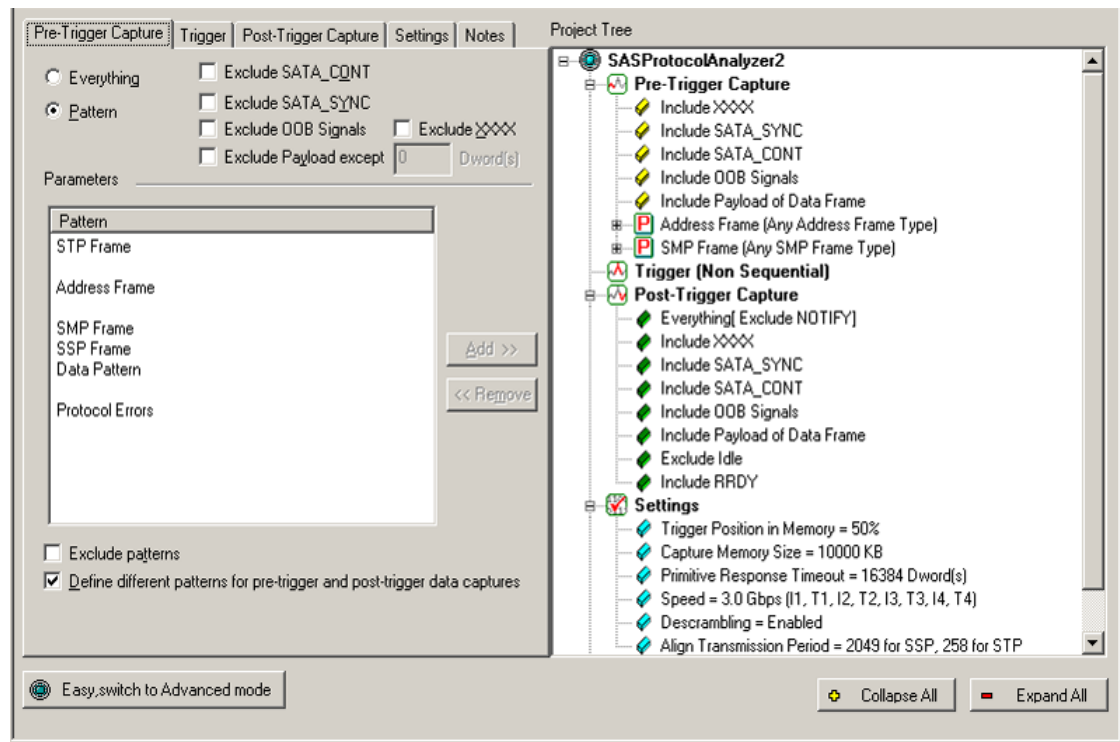 Pre-Trigger Capture
Trigger
Post-Trigger Capture
Settings
Notes
Everything
Pattern
Exclude SATA_CONT
Exclude SATA_SYNC
Exclude OOB Signals
Exclude XXXX
Exclude Payload except
0
Dword(s)
Parameters
Pattern
STP Frame
Address Frame
SMP Frame
SSP Frame
Data Pattern
Protocol Errors
Add >>
<< Remove
Exclude patterns
Define different patterns for pre-trigger and post-trigger data captures
Easy,switch to Advanced mode
Project Tree
SASProtocolAnalyzer2
Pre-Trigger Capture
Include XXXX
Include SATA_SYNC
Include SATA_CONT
Include OOB Signals
Include Payload of Data Frame
P Address Frame (Any Address Frame Type)
P SMP Frame (Any SMP Frame Type)
Trigger (Non Sequential)
Post-Trigger Capture
Everything[ Exclude NOTIFY]
Include XXXX
Include SATA_SYNC
Include SATA_CONT
Include OOB Signals
Include Payload of Data Frame
Exclude Idle
Include RRDY
Settings
Trigger Position in Memory = 50%
Capture Memory Size = 10000 KB
Primitive Response Timeout = 16384 Dword(s)
Speed = 3.0 Gbps (I1, T1, I2, T2, I3, T3, I4, T4)
Descrambling = Enabled
Align Transmission Period = 2049 for SSP, 258 for STP
Collapse All
Expand All